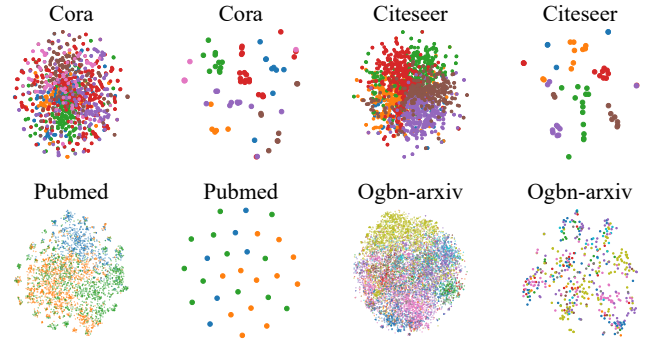 Cora
Cora
Citeseer
Citeseer
Pubmed
Pubmed
Ogbn-arxiv
Ogbn-arxiv